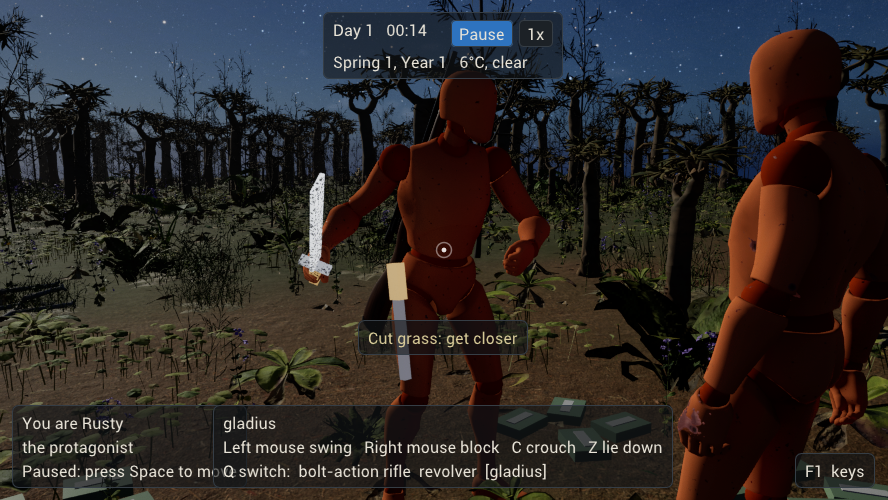 Day 1 00:14 Pause 1x
Spring 1, Year 1 6°C, clear
Cut grass: get closer
You are Rusty
the protagonist
Paused: press Space to mo
gladius
Left mouse swing Right mouse block C crouch Z lie down
Q switch: bolt-action rifle revolver [gladius]
F1 keys